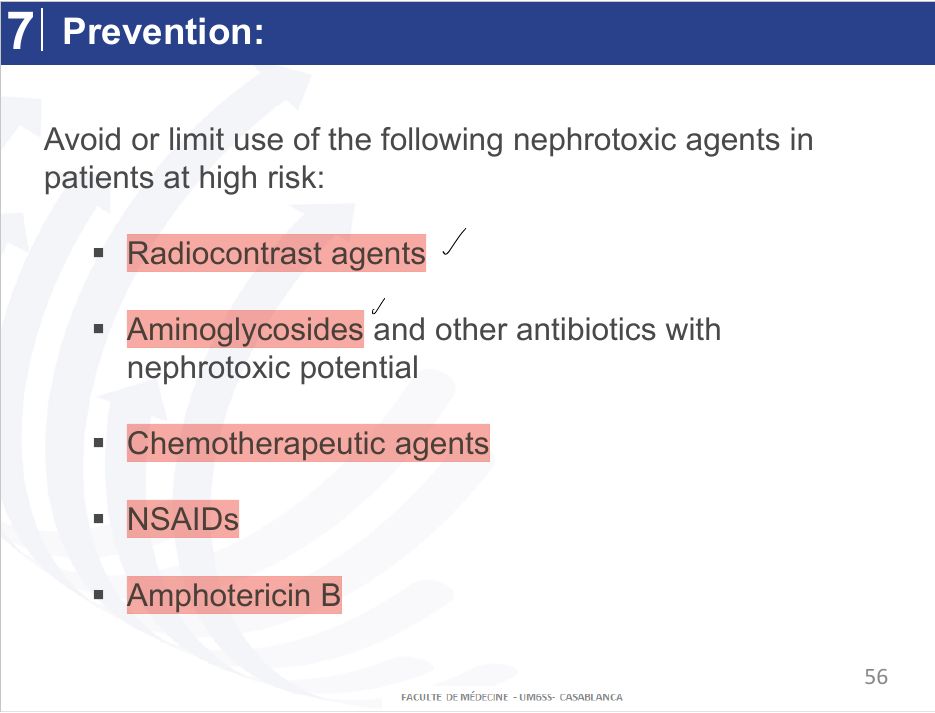 7 Prevention:
Avoid or limit use of the following nephrotoxic agents in
patients at high risk:
▪ Radiocontrast agents ✓
▪ Aminoglycosides ✓ and other antibiotics with
nephrotoxic potential
▪ Chemotherapeutic agents
▪ NSAIDs
▪ Amphotericin B
56
FACULTE DE MÉDECINE - UM6SS- CASABLANCA